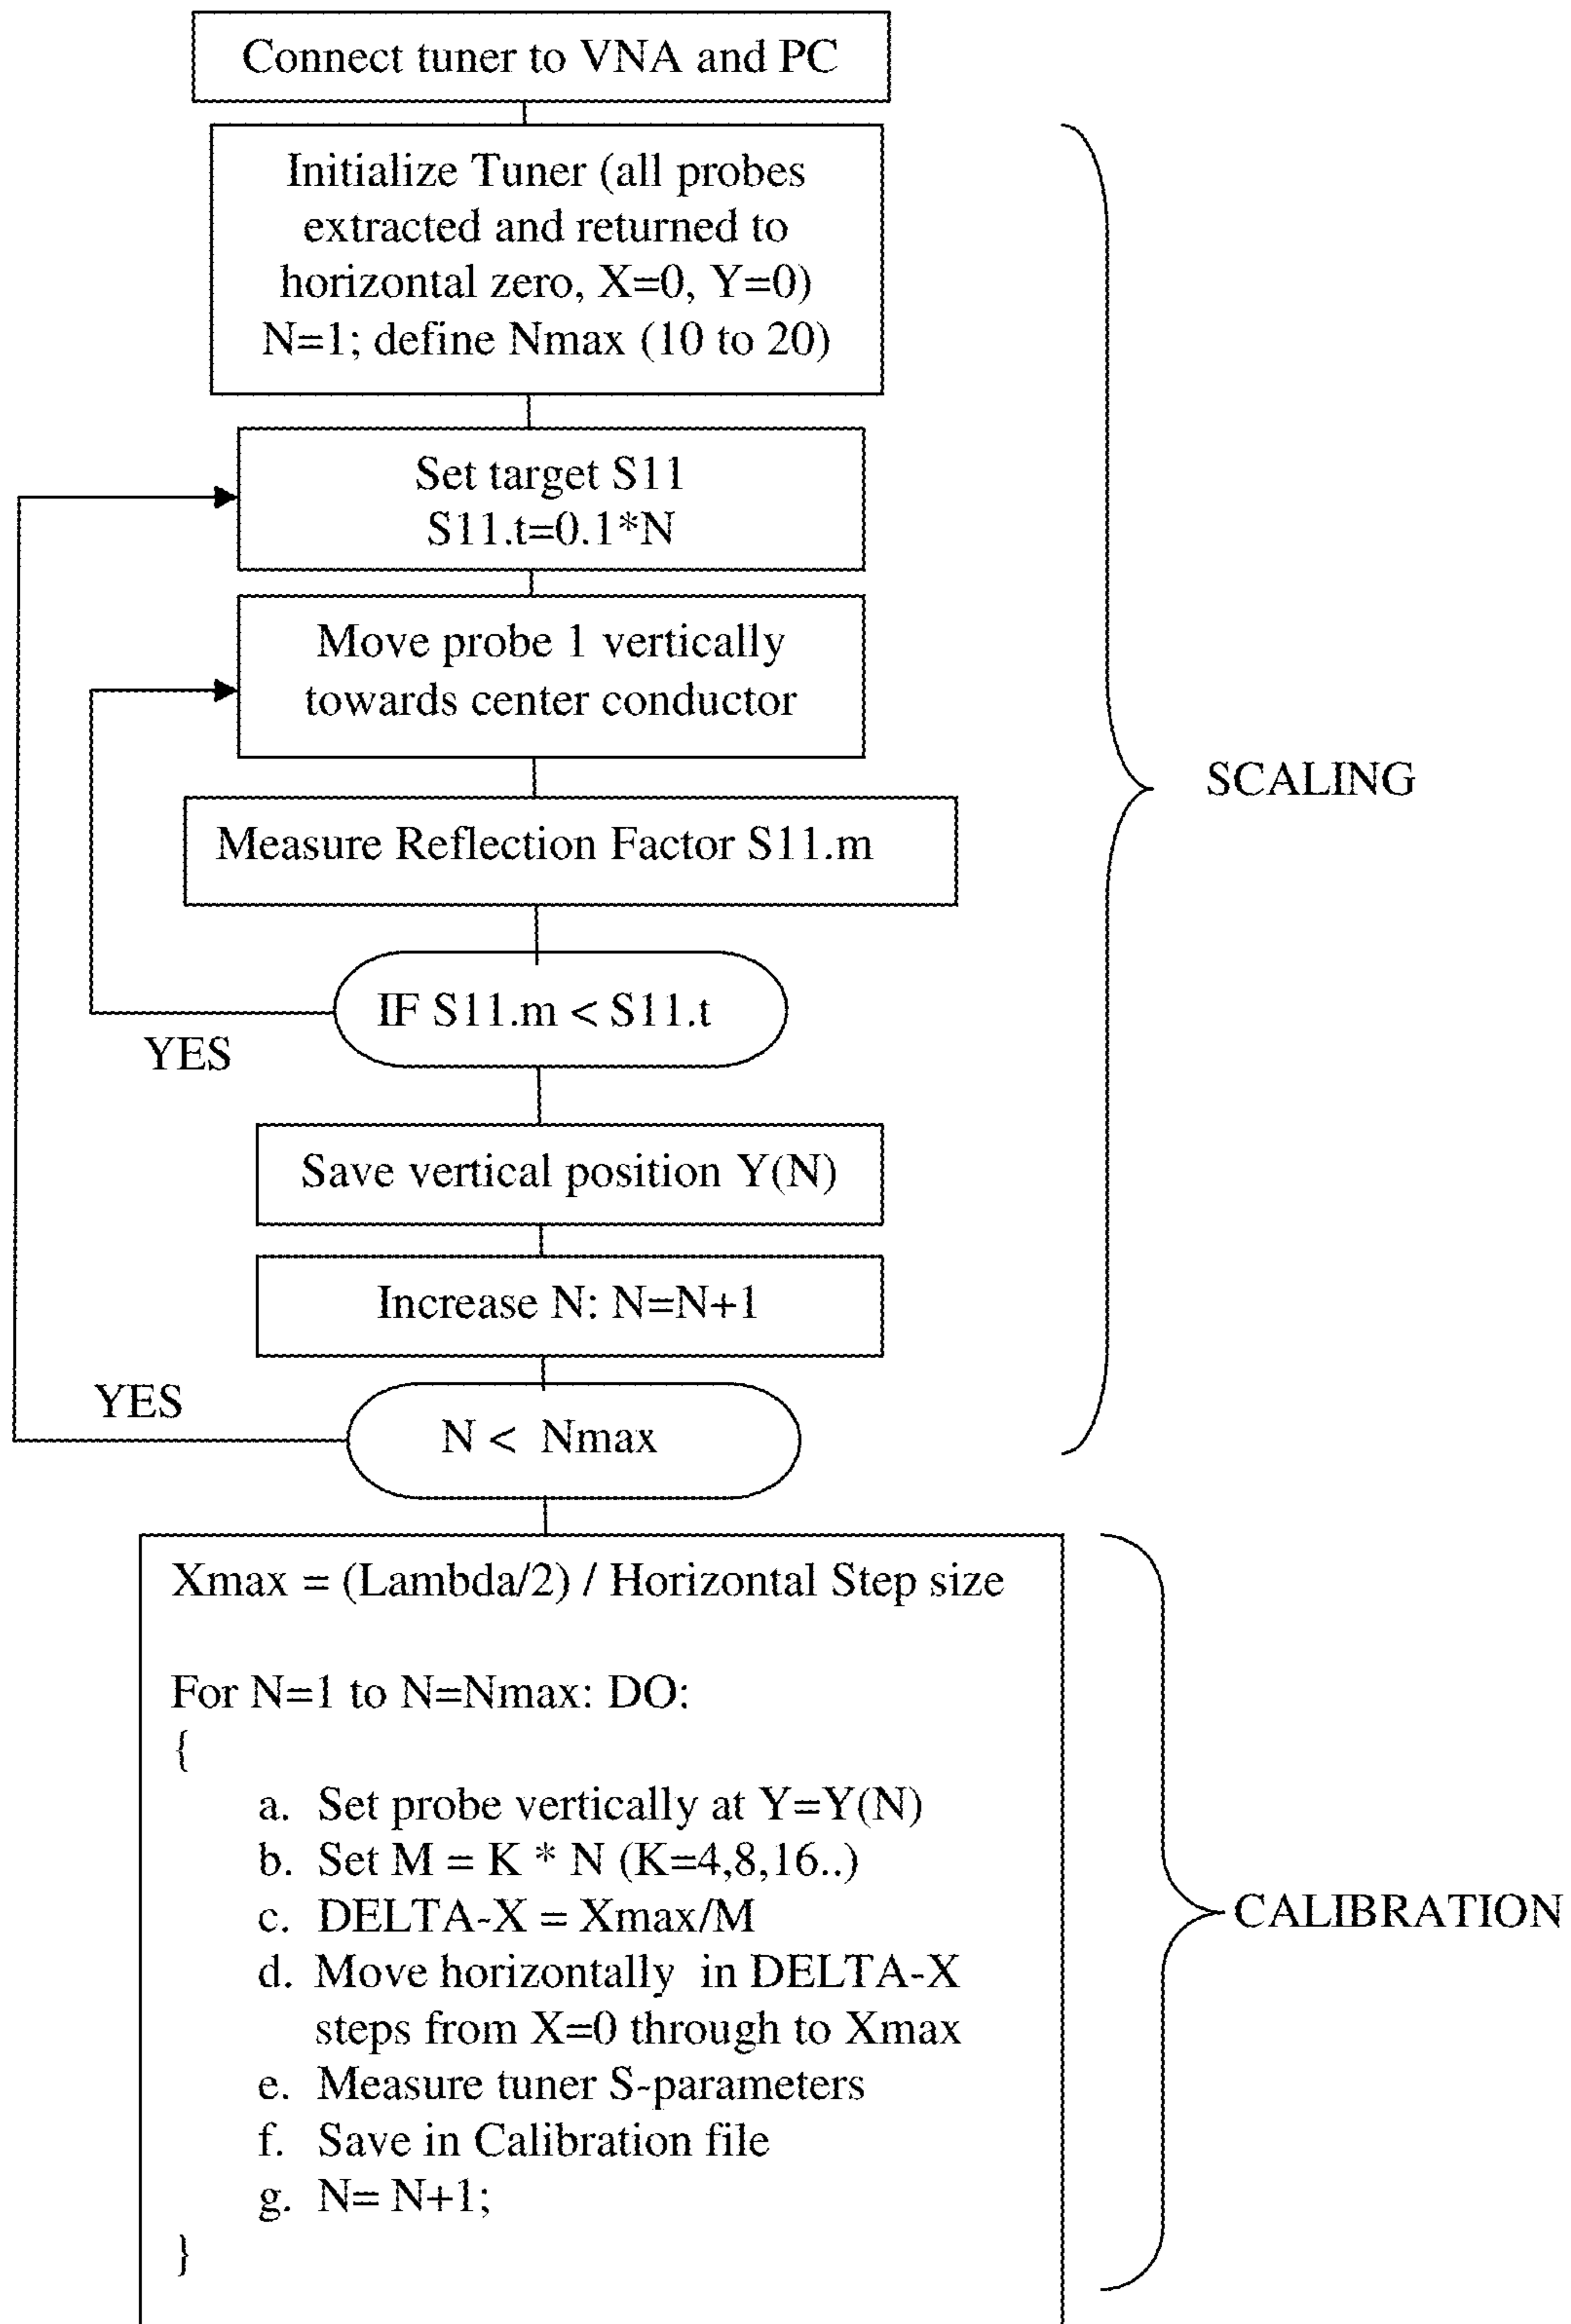 Connect tuner to VNA and PC
Initialize Tuner (all probes
extracted and returned to
horizontal zero, X=0, Y=0)
N=1; define Nmax (10 to 20)
Set target S11
S11.t=0.1*N
Move probe 1 vertically
towards center conductor
Measure Reflection Factor S11.m
IF S11.m < S11.t
YES
Save vertical position Y(N)
Increase N: N=N+1
YES
N < Nmax
SCALING
Xmax = (Lambda/2) / Horizontal Step size
For N=1 to N=Nmax: DO:
{
a. Set probe vertically at Y=Y(N)
b. Set M = K * N (K=4,8,16..)
c. DELTA-X = Xmax/M
d. Move horizontally in DELTA-X
steps from X=0 through to Xmax
e. Measure tuner S-parameters
f. Save in Calibration file
g. N= N+1;
}
CALIBRATION